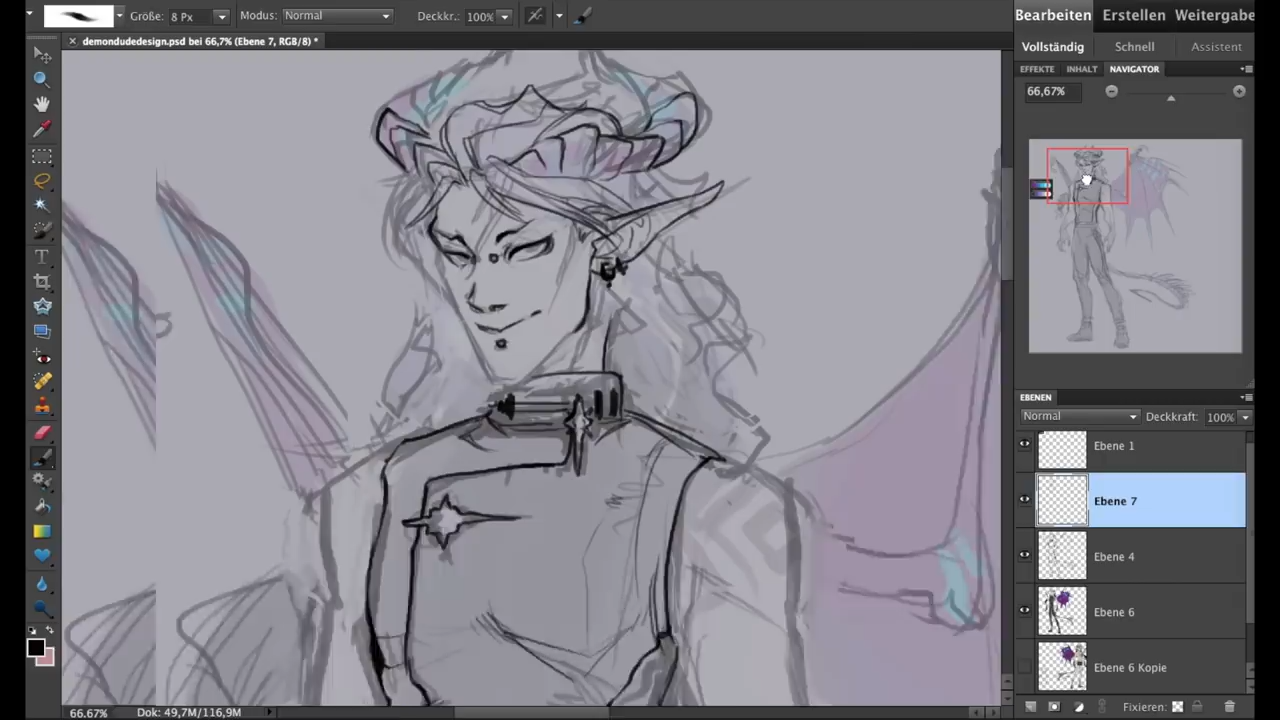 Größe: 8 Px Modus: Normal Deckkr.: 100%
Bearbeiten Erstellen Weitergabe
demondudedesign.psd bei 66,7% (Ebene 7, RGB/8) *
Vollständig Schnell Assistent
EFFEKTE INHALT NAVIGATOR
66,67%
EBENEN
Normal Deckkraft: 100%
Ebene 1
Ebene 7
Ebene 4
Ebene 6
Ebene 6 Kopie
Fixieren:
66,67% Dok: 49,7M/116,9M